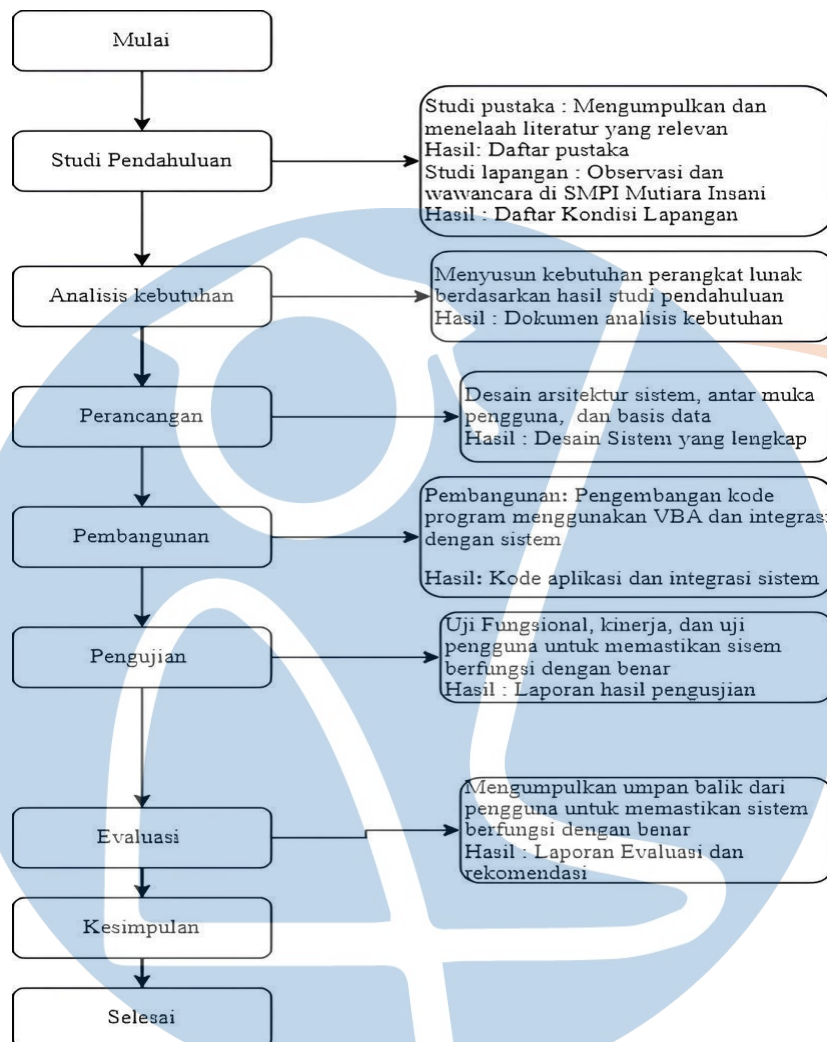 Mulai
Studi Pendahuluan
Studi pustaka : Mengumpulkan dan
menelaah literatur yang relevan
Hasil: Daftar pustaka
Studi lapangan : Observasi dan
wawancara di SMPI Mutiara Insani
Hasil : Daftar Kondisi Lapangan
Analisis kebutuhan
Menyusun kebutuhan perangkat lunak
berdasarkan hasil studi pendahuluan
Hasil : Dokumen analisis kebutuhan
Perancangan
Desain arsitektur sistem, antar muka
pengguna, dan basis data
Hasil : Desain Sistem yang lengkap
Pembangunan
Pembangunan: Pengembangan kode
program menggunakan VBA dan integrasi
dengan sistem
Hasil: Kode aplikasi dan integrasi sistem
Pengujian
Uji Fungsional, kinerja, dan uji
pengguna untuk memastikan sisem
berfungsi dengan benar
Hasil : Laporan hasil pengusjian
Evaluasi
Mengumpulkan umpan balik dari
pengguna untuk memastikan sistem
berfungsi dengan benar
Hasil : Laporan Evaluasi dan
rekomendasi
Kesimpulan
Selesai